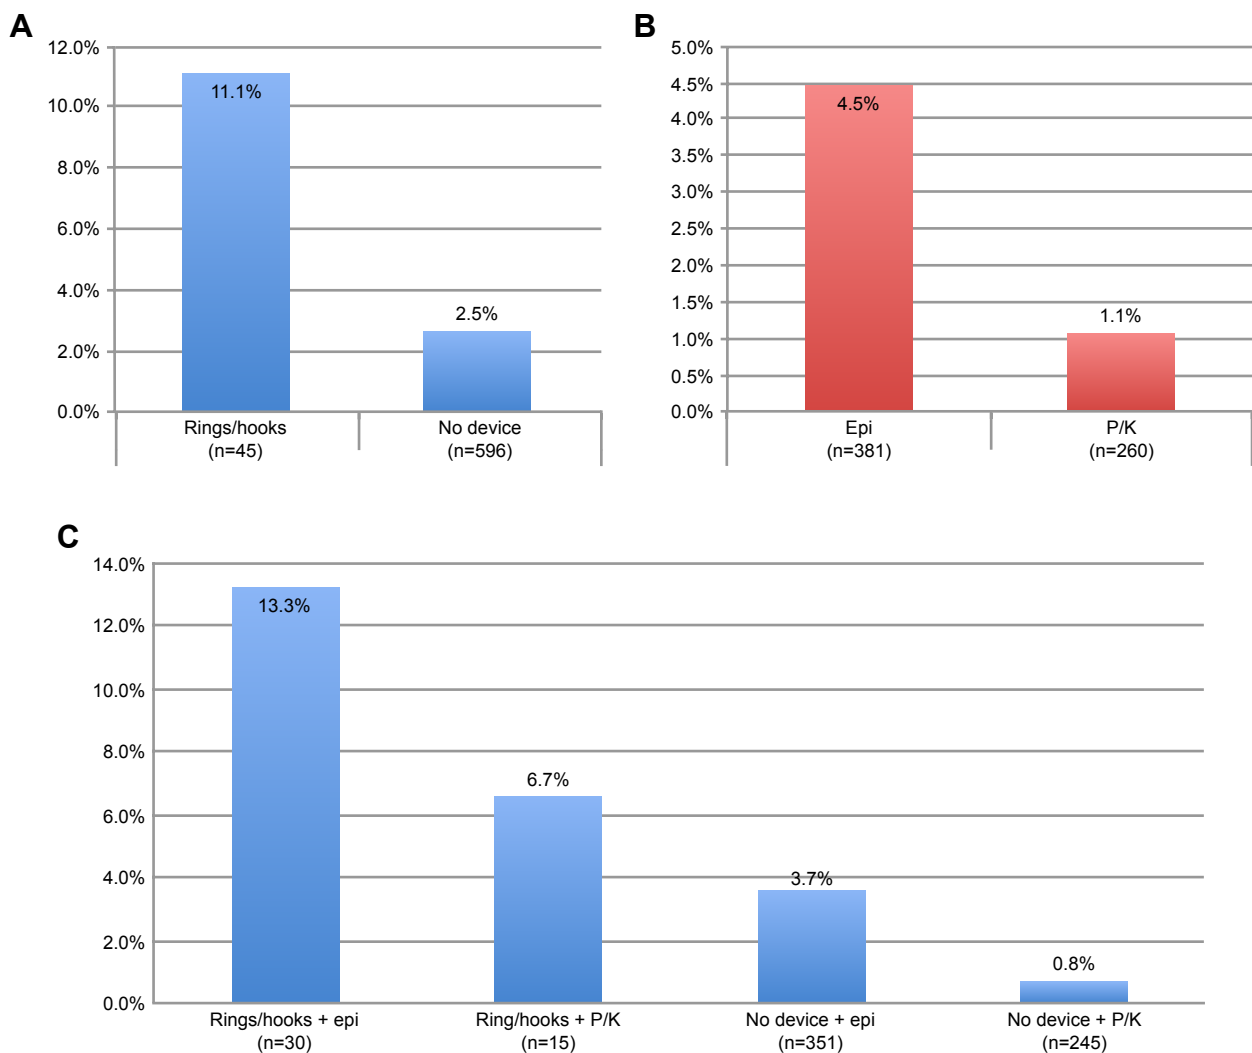 A
12.0%
10.0%
8.0%
6.0%
4.0%
2.0%
0.0%
11.1%
2.5%
Rings/hooks
(n=45)
No device
(n=596)
B
5.0%
4.5%
4.0%
3.5%
3.0%
2.5%
2.0%
1.5%
1.0%
0.5%
0.0%
4.5%
1.1%
Epi
(n=381)
P/K
(n=260)
C
14.0%
12.0%
10.0%
8.0%
6.0%
4.0%
2.0%
0.0%
13.3%
6.7%
3.7%
0.8%
Rings/hooks + epi
(n=30)
Ring/hooks + P/K
(n=15)
No device + epi
(n=351)
No device + P/K
(n=245)